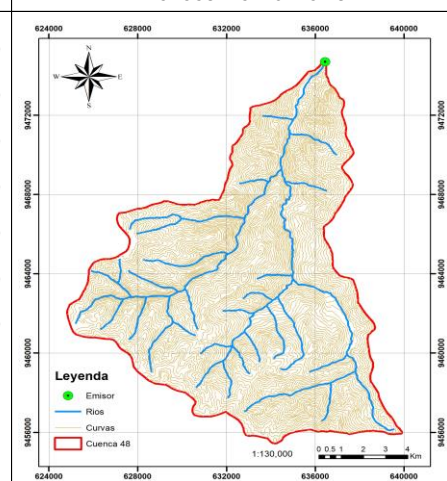 624000 628000 632000 636000 640000
N
W E
S
9472000 9472000
9468000 9468000
9464000 9464000
9460000 9460000
9456000 9456000
Leyenda
Emisor
Rios
Curvas
Cuenca 48
1:130,000
0 0.5 1 2 3 4
Km
624000 628000 632000 636000 640000